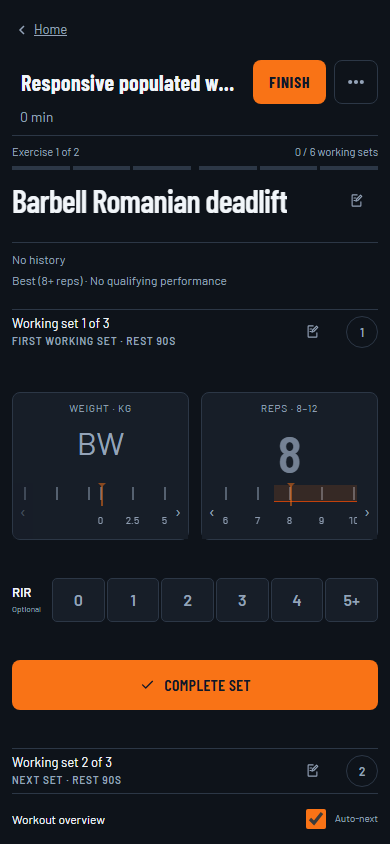 Home
Responsive populated w...
FINISH
0 min
Exercise 1 of 2
0 / 6 working sets
Barbell Romanian deadlift
No history
Best (8+ reps) · No qualifying performance
Working set 1 of 3
FIRST WORKING SET · REST 90S
1
WEIGHT · KG
BW
0 2.5 5
REPS · 8–12
8
6 7 8 9 10
RIR
Optional
0 1 2 3 4 5+
COMPLETE SET
Working set 2 of 3
NEXT SET · REST 90S
2
Workout overview
Auto-next